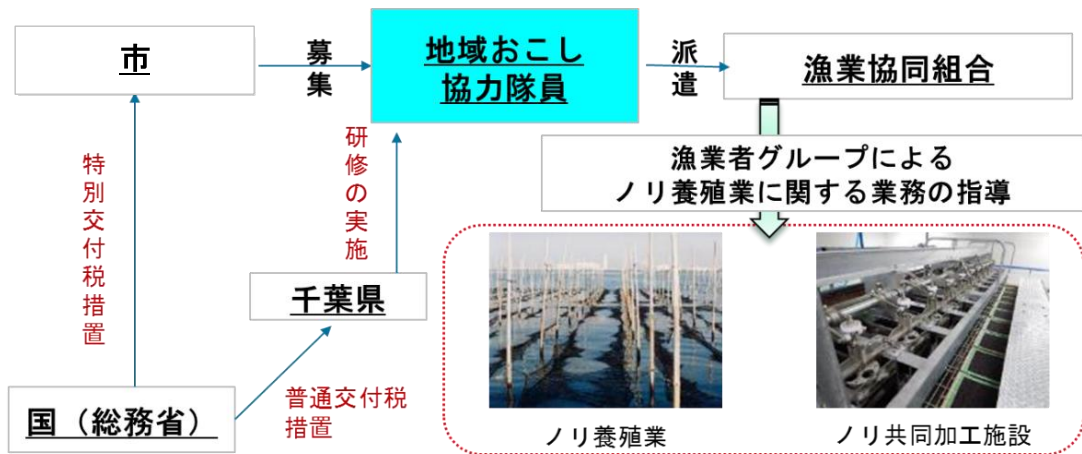 市
募集
地域おこし
協力隊員
派遣
漁業協同組合
特別交付税措置
研修の実施
漁業者グループによる
ノリ養殖業に関する業務の指導
千葉県
国（総務省）
普通交付税
措置
ノリ養殖業
ノリ共同加工施設